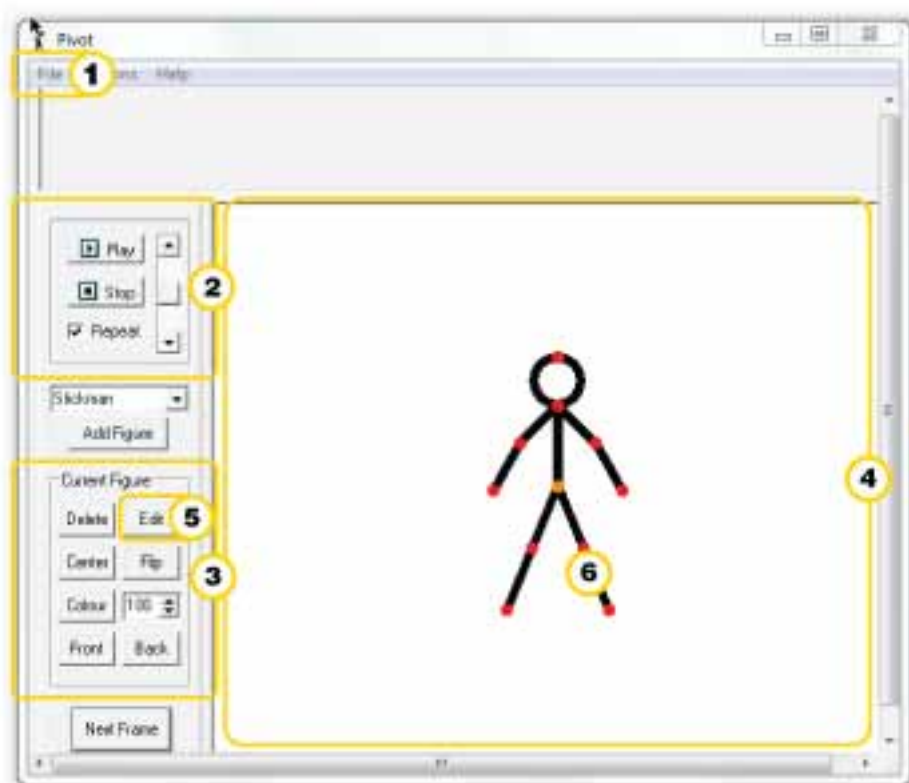 Pivot
File
1
Help
Play
2
Stop
Repeat
Stickman
Add Figure
4
Current Figure
Delete
Edit
5
Center
Flip
3
6
Colour
100
Front
Back
Next Frame